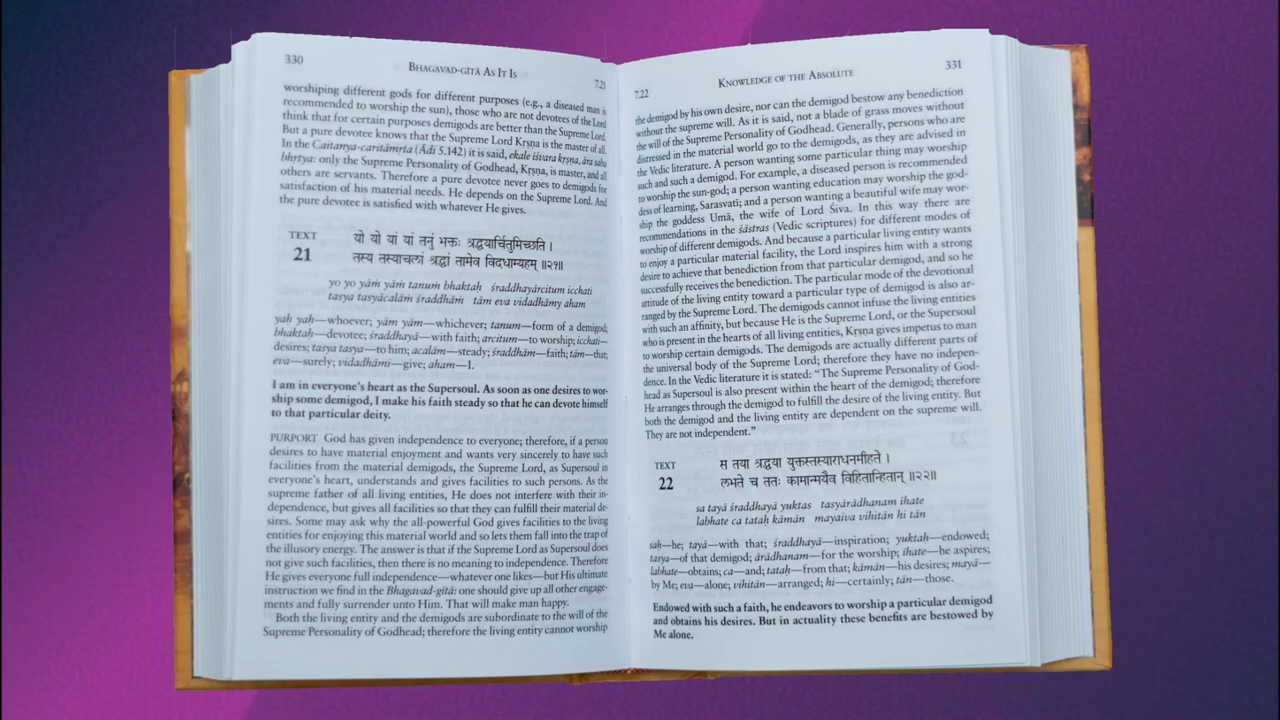 330
BHAGAVAD-GĪTĀ AS IT IS
7.21
worshiping different gods for different purposes (e.g., a diseased man is
recommended to worship the sun), those who are not devotees of the Lord
think that for certain purposes demigods are better than the Supreme Lord.
But a pure devotee knows that the Supreme Lord Kṛṣṇa is the master of all.
In the Caitanya-caritāmṛta (Ādi 5.142) it is said, ekale īśvara kṛṣṇa, āra saba
bhṛtya: only the Supreme Personality of Godhead, Kṛṣṇa, is master, and all
others are servants. Therefore a pure devotee never goes to demigods for
satisfaction of his material needs. He depends on the Supreme Lord. And
the pure devotee is satisfied with whatever He gives.
TEXT 21
यो यो यां यां तनुं भक्तः श्रद्धयार्चितुमिच्छति ।
तस्य तस्याचलां श्रद्धां तामेव विदधाम्यहम् ॥२१॥
yo yo yāṁ yāṁ tanuṁ bhaktaḥ śraddhayārcitum icchati
tasya tasyācalāṁ śraddhāṁ tām eva vidadhāmy aham
yaḥ yaḥ—whoever; yām yām—whichever; tanum—form of a demigod;
bhaktaḥ—devotee; śraddhayā—with faith; arcitum—to worship; icchati—
desires; tasya tasya—to him; acalām—steady; śraddhām—faith; tām—that;
eva—surely; vidadhāmi—give; aham—I.
I am in everyone's heart as the Supersoul. As soon as one desires to wor-
ship some demigod, I make his faith steady so that he can devote himself
to that particular deity.
PURPORT God has given independence to everyone; therefore, if a person
desires to have material enjoyment and wants very sincerely to have such
facilities from the material demigods, the Supreme Lord, as Supersoul in
everyone's heart, understands and gives facilities to such persons. As the
supreme father of all living entities, He does not interfere with their in-
dependence, but gives all facilities so that they can fulfill their material de-
sires. Some may ask why the all-powerful God gives facilities to the living
entities for enjoying this material world and so lets them fall into the trap of
the illusory energy. The answer is that if the Supreme Lord as Supersoul does
not give such facilities, then there is no meaning to independence. Therefore
He gives everyone full independence—whatever one likes—but His ultimate
instruction we find in the Bhagavad-gītā: one should give up all other engage-
ments and fully surrender unto Him. That will make man happy.
Both the living entity and the demigods are subordinate to the will of the
Supreme Personality of Godhead; therefore the living entity cannot worship
7.22
KNOWLEDGE OF THE ABSOLUTE
331
the demigod by his own desire, nor can the demigod bestow any benediction
without the supreme will. As it is said, not a blade of grass moves without
the will of the Supreme Personality of Godhead. Generally, persons who are
distressed in the material world go to the demigods, as they are advised in
the Vedic literature. A person wanting some particular thing may worship
such and such a demigod. For example, a diseased person is recommended
to worship the sun-god; a person wanting education may worship the god-
dess of learning, Sarasvatī; and a person wanting a beautiful wife may wor-
ship the goddess Umā, the wife of Lord Śiva. In this way there are
recommendations in the śāstras (Vedic scriptures) for different modes of
worship of different demigods. And because a particular living entity wants
to enjoy a particular material facility, the Lord inspires him with a strong
desire to achieve that benediction from that particular demigod, and so he
successfully receives the benediction. The particular mode of the devotional
attitude of the living entity toward a particular type of demigod is also ar-
ranged by the Supreme Lord. The demigods cannot infuse the living entities
with such an affinity, but because He is the Supreme Lord, or the Supersoul
who is present in the hearts of all living entities, Kṛṣṇa gives impetus to man
to worship certain demigods. The demigods are actually different parts of
the universal body of the Supreme Lord; therefore they have no indepen-
dence. In the Vedic literature it is stated: “The Supreme Personality of God-
head as Supersoul is also present within the heart of the demigod; therefore
He arranges through the demigod to fulfill the desire of the living entity. But
both the demigod and the living entity are dependent on the supreme will.
They are not independent.”
TEXT 22
स तया श्रद्धया युक्तस्तस्याराधनमीहते ।
लभते च ततः कामान्मयैव विहितान्हितान् ॥२२॥
sa tayā śraddhayā yuktas tasyārādhanam īhate
labhate ca tataḥ kāmān mayaiva vihitān hi tān
saḥ—he; tayā—with that; śraddhayā—inspiration; yuktaḥ—endowed;
tasya—of that demigod; ārādhanam—for the worship; īhate—he aspires;
labhate—obtains; ca—and; tataḥ—from that; kāmān—his desires; mayā—
by Me; eva—alone; vihitān—arranged; hi—certainly; tān—those.
Endowed with such a faith, he endeavors to worship a particular demigod
and obtains his desires. But in actuality these benefits are bestowed by
Me alone.